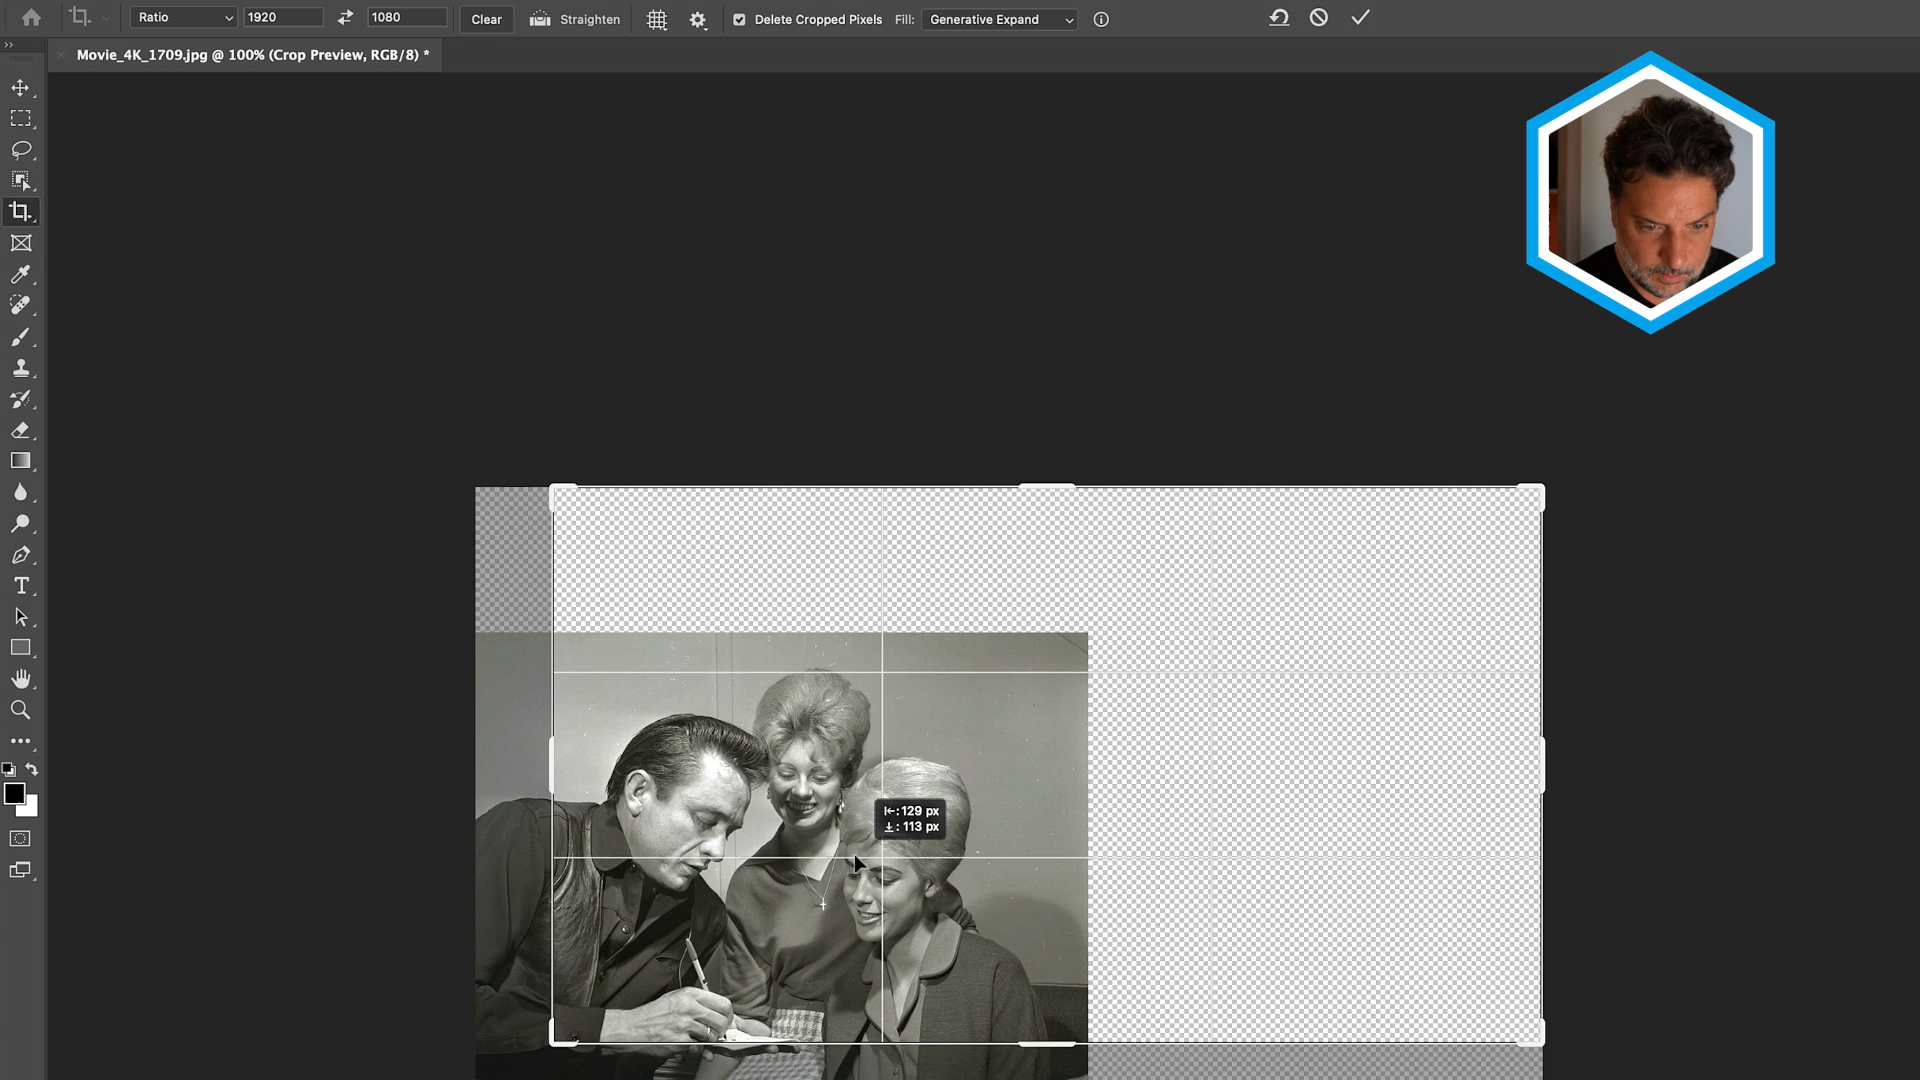 Ratio 1920 1080 Clear Straighten Delete Cropped Pixels Fill: Generative Expand
Movie_4K_1709.jpg @ 100% (Crop Preview, RGB/8) *
129 px
113 px